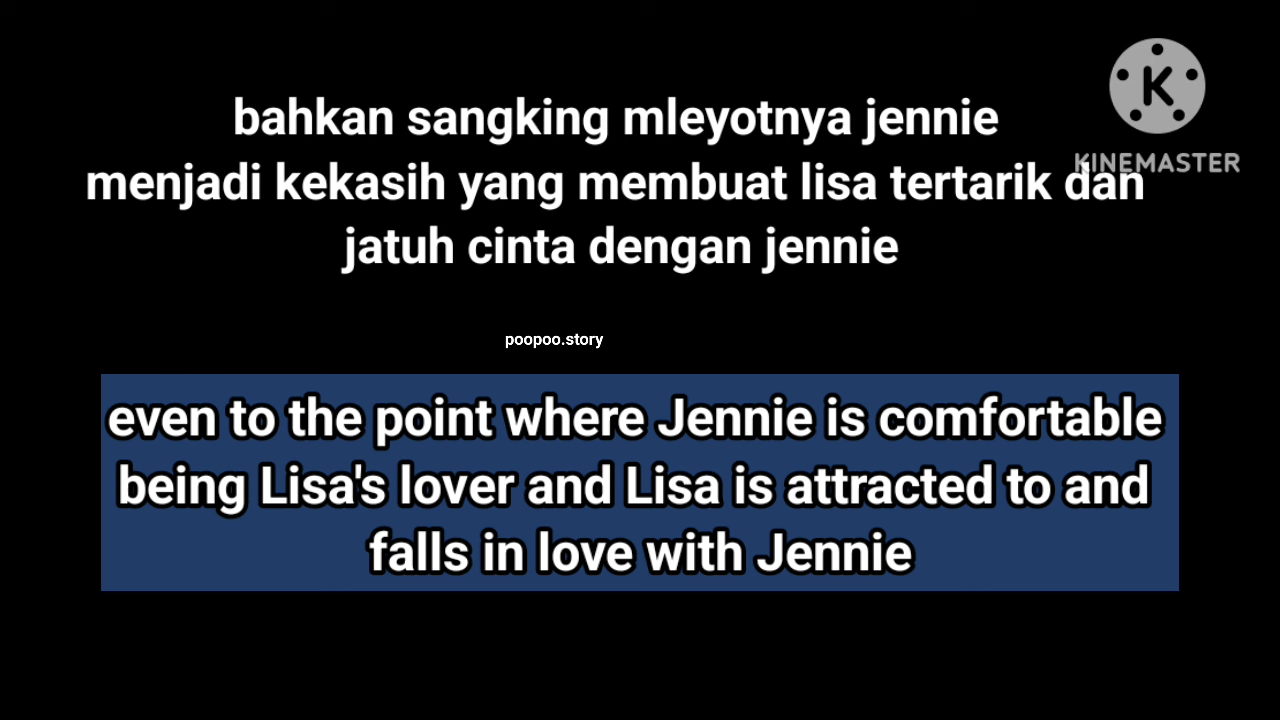 bahkan sangking mleyotnya jennie
menjadi kekasih yang membuat lisa tertarik dan
jatuh cinta dengan jennie
K
KINEMASTER
poopoo.story
even to the point where Jennie is comfortable
being Lisa's lover and Lisa is attracted to and
falls in love with Jennie